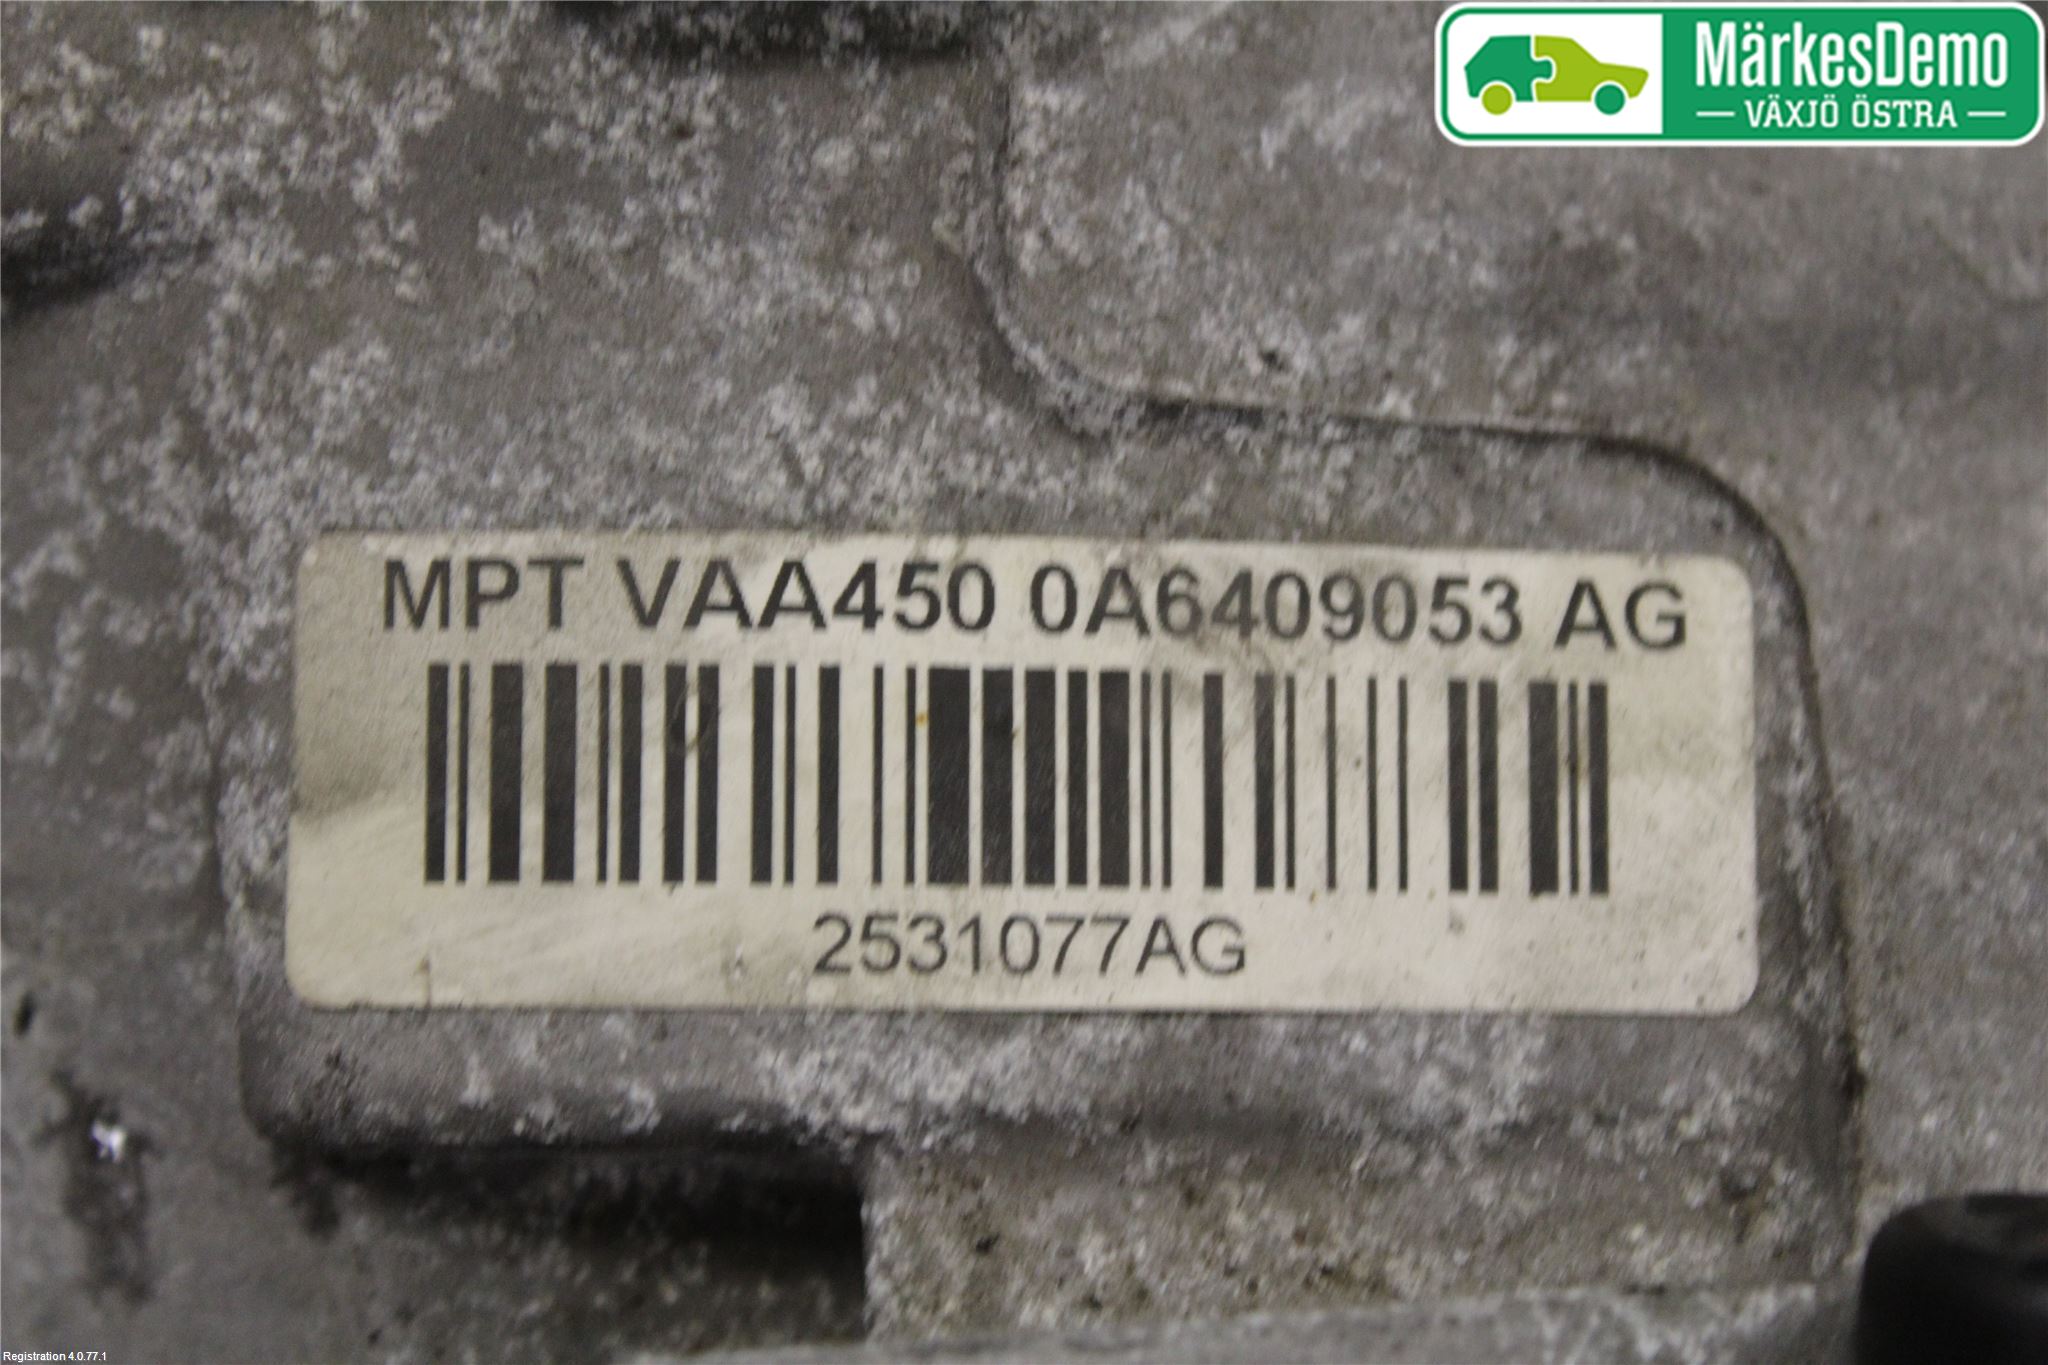 MärkesDemo
VÄXJÖ ÖSTRA
MPT VAA450 0A6409053 AG
2531077AG
Registration 4.0.77.1